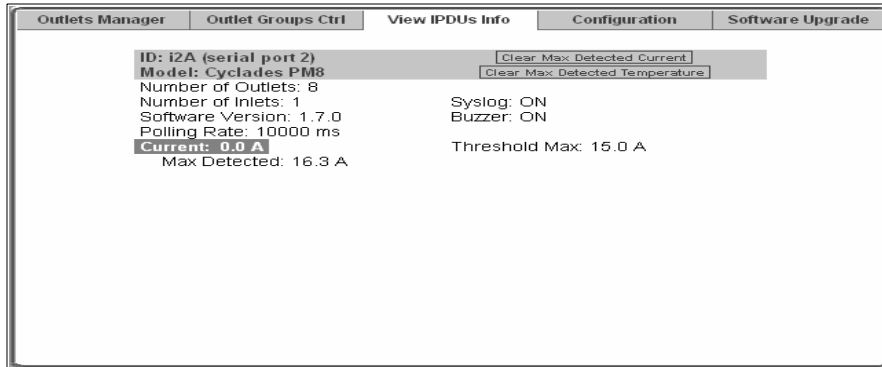 Outlets Manager Outlet Groups Ctrl View IPDUs Info Configuration Software Upgrade
ID: i2A (serial port 2) Clear Max Detected Current
Model: Cyclades PM8 Clear Max Detected Temperature
Number of Outlets: 8
Number of Inlets: 1 Syslog: ON
Software Version: 1.7.0 Buzzer: ON
Polling Rate: 10000 ms
Current: 0.0 A Threshold Max: 15.0 A
Max Detected: 16.3 A